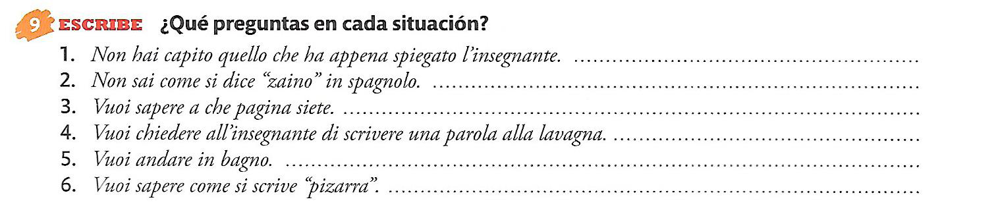 9 ESCRIBE ¿Qué preguntas en cada situación?
1. Non hai capito quello che ha appena spiegato l'insegnante. ..................................................
2. Non sai come si dice “zaino” in spagnolo. ..................................................
3. Vuoi sapere a che pagina siete. ..................................................
4. Vuoi chiedere all'insegnante di scrivere una parola alla lavagna. ..................................................
5. Vuoi andare in bagno. ..................................................
6. Vuoi sapere come si scrive “pizarra”. ..................................................